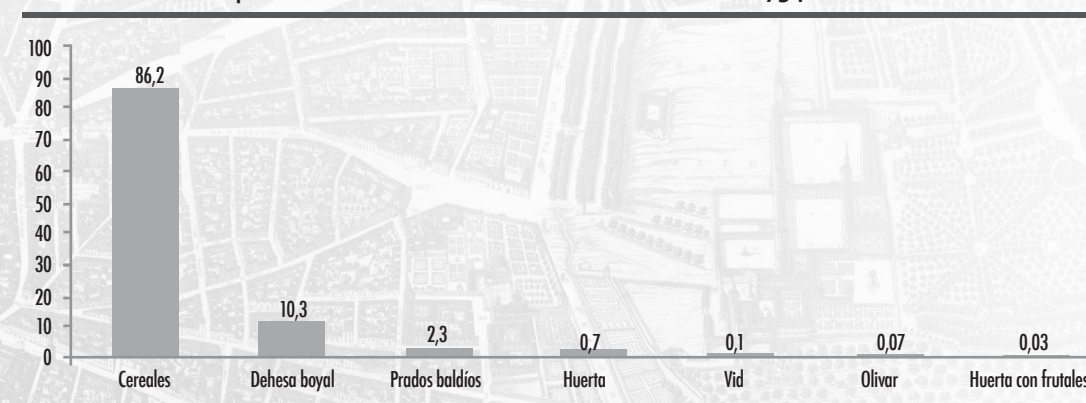 100
90
80
70
60
50
40
30
20
10
0
86,2
10,3
2,3
0,7
0,1
0,07
0,03
Cereales
Dehesa boyal
Prados baldíos
Huerta
Vid
Olivar
Huerta con frutales